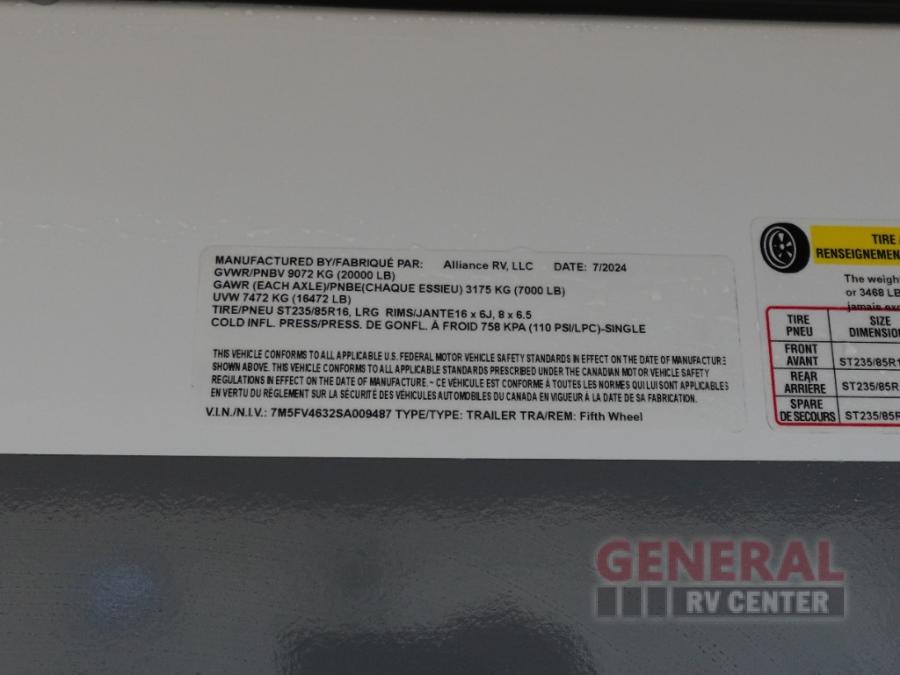 MANUFACTURED BY/FABRIQUÉ PAR: Alliance RV, LLC DATE: 7/2024
GVWR/PNBV 9072 KG (20000 LB)
GAWR (EACH AXLE)/PNBE(CHAQUE ESSIEU) 3175 KG (7000 LB)
UVW 7472 KG (16472 LB)
TIRE/PNEU ST235/85R16, LRG RIMS/JANTE16 x 6J, 8 x 6.5
COLD INFL. PRESS/PRESS. DE GONFL. À FROID 758 KPA (110 PSI/LPC)-SINGLE
THIS VEHICLE CONFORMS TO ALL APPLICABLE U.S. FEDERAL MOTOR VEHICLE SAFETY STANDARDS IN EFFECT ON THE DATE OF MANUFACTURE
SHOWN ABOVE. THIS VEHICLE CONFORMS TO ALL APPLICABLE STANDARDS PRESCRIBED UNDER THE CANADIAN MOTOR VEHICLE SAFETY
REGULATIONS IN EFFECT ON THE DATE OF MANUFACTURE. ~ CE VÉHICULE EST CONFORME À TOUTES LES NORMES QUI LUI SONT APPLICABLES
EN VERTU DU RÈGLEMENT SUR LA SÉCURITÉ DES VÉHICULES AUTOMOBILES DU CANADA EN VIGUEUR À LA DATE DE SA FABRICATION.
V.I.N./N.I.V.: 7M5FV4632SA009487 TYPE/TYPE: TRAILER TRA/REM: Fifth Wheel
TIRE
RENSEIGNEMEN
The weigh
or 3468 LB
jamais exc
TIRE PNEU SIZE DIMENSIO
FRONT AVANT ST235/85R1
REAR ARRIERE ST235/85R
SPARE DE SECOURS ST235/85R
GENERAL
RV CENTER